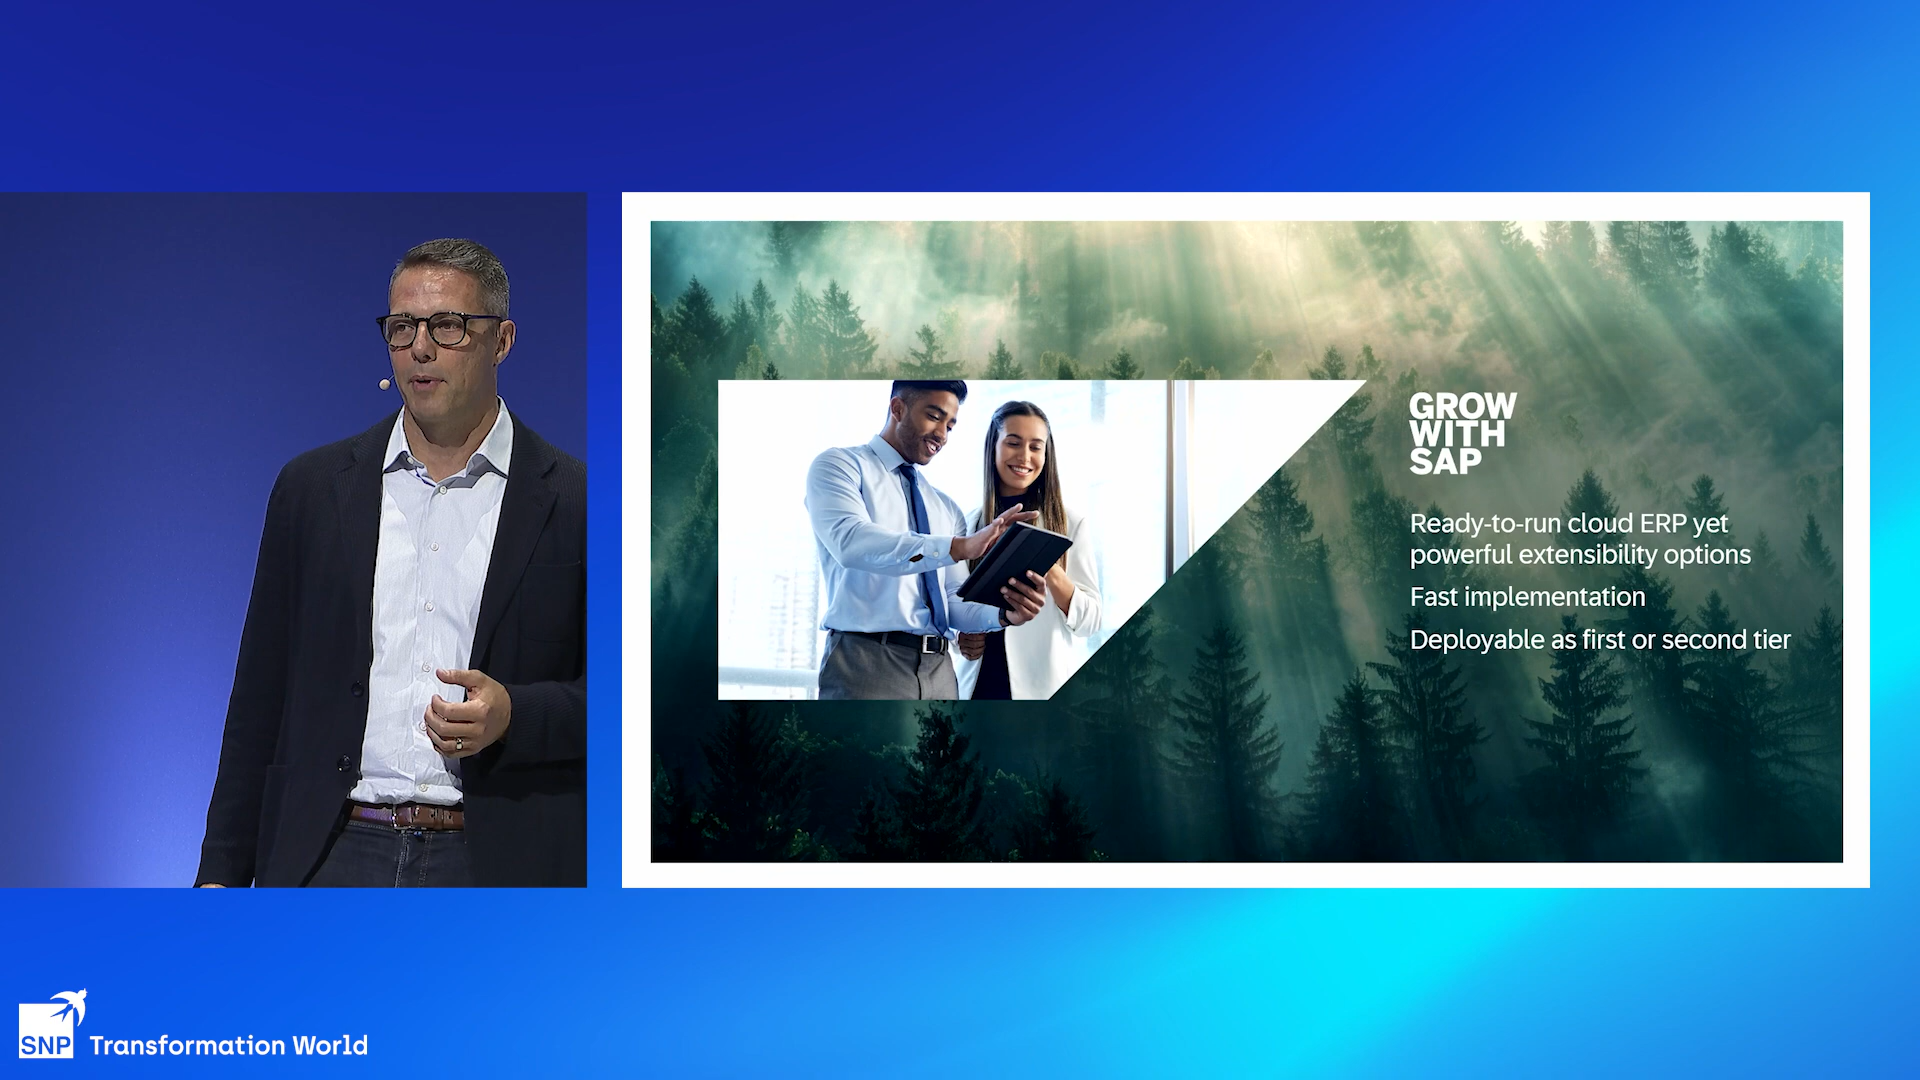 GROW
WITH
SAP
Ready-to-run cloud ERP yet
powerful extensibility options
Fast implementation
Deployable as first or second tier
SNP Transformation World